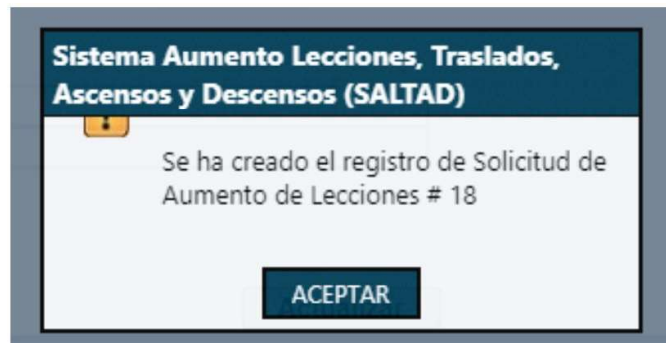 Sistema Aumento Lecciones, Traslados,
Ascensos y Descensos (SALTAD)
Se ha creado el registro de Solicitud de
Aumento de Lecciones # 18
ACEPTAR